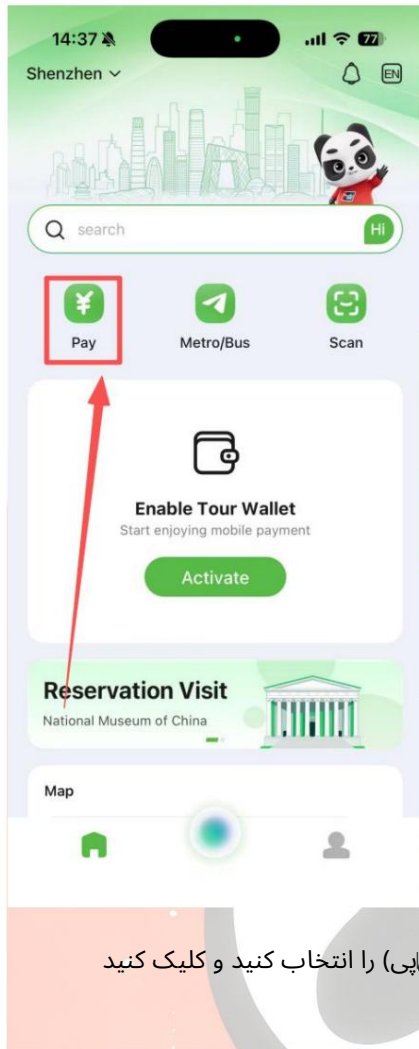 14:37
77
Shenzhen
EN
search
Hi
¥
Pay
Metro/Bus
Scan
Enable Tour Wallet
Start enjoying mobile payment
Activate
Reservation Visit
National Museum of China
Map
را انتخاب کنید و کلیک کنید